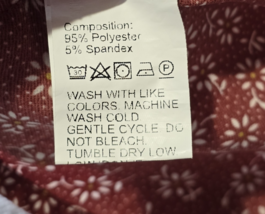 Composition:
95% Polyester
5% Spandex
30
P
WASH WITH LIKE
COLORS. MACHINE
WASH COLD.
GENTLE CYCLE. DO
NOT BLEACH.
TUMBLE DRY LOW